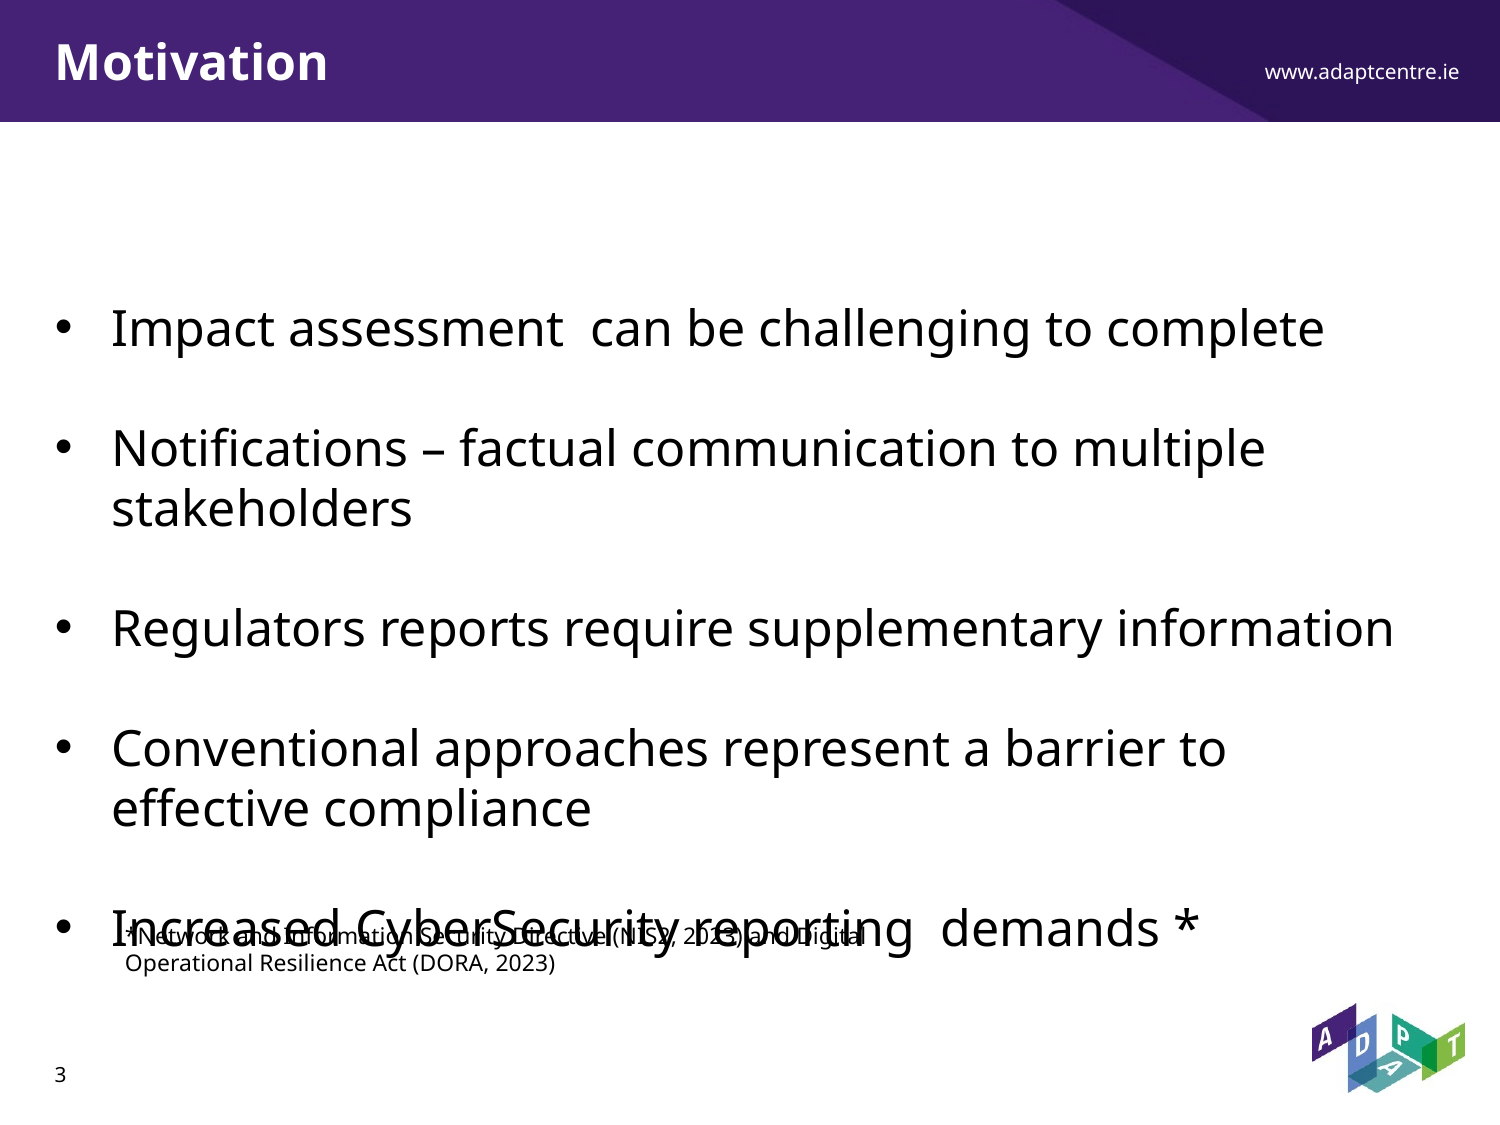 Motivation
www.adaptcentre.ie
• Impact assessment  can be challenging to complete
• Notifications – factual communication to multiple
stakeholders
• Regulators reports require supplementary information
• Conventional approaches represent a barrier to
effective compliance
• Increased CyberSecurity reporting  demands *
*Network and Information Security Directive (NIS2, 2023) and Digital
Operational Resilience Act (DORA, 2023)
ADAPT
3